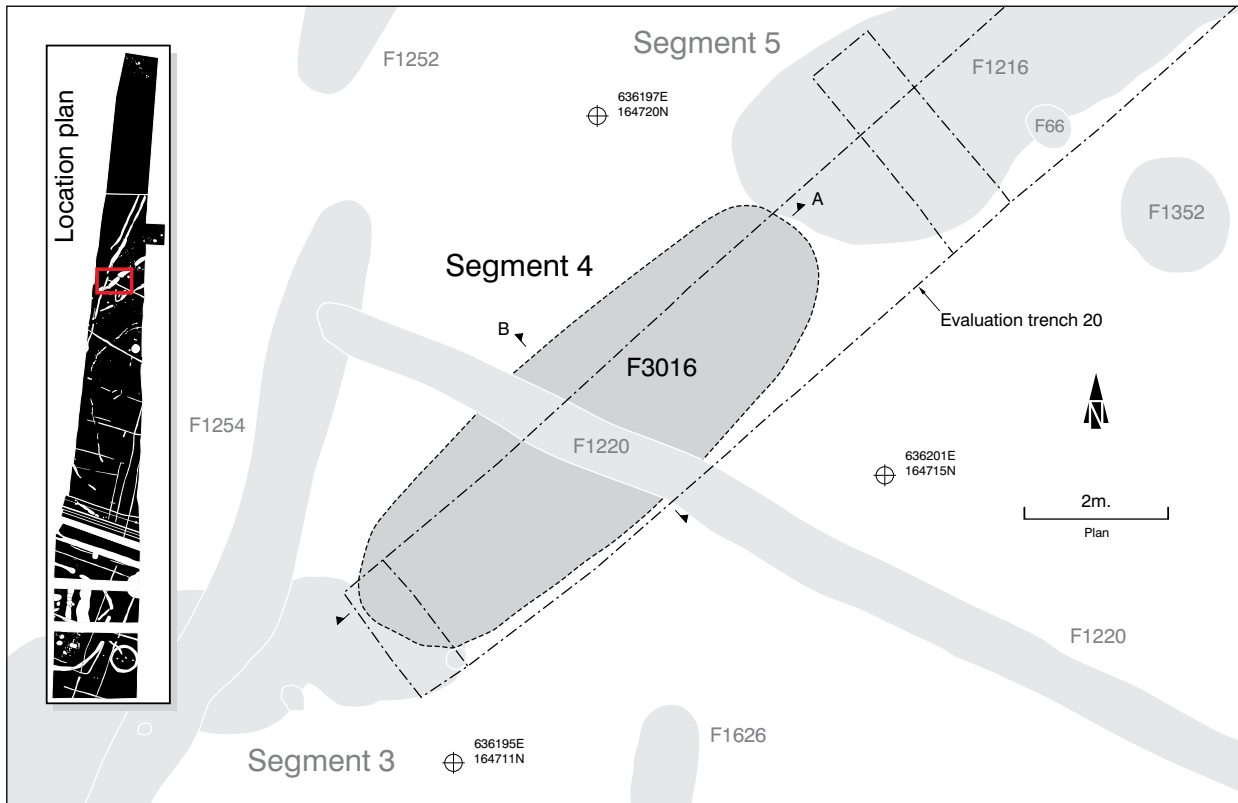 Location plan
F1252
Segment 5
F1216
636197E
164720N
F66
A
F1352
Segment 4
B
Evaluation trench 20
F3016
N
F1254
F1220
636201E
164715N
2m.
Plan
F1220
F1626
636195E
164711N
Segment 3